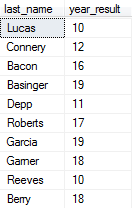 last_name year_result
Lucas 10
Connery 12
Bacon 16
Basinger 19
Depp 11
Roberts 17
Garcia 19
Garner 18
Reeves 10
Berry 18